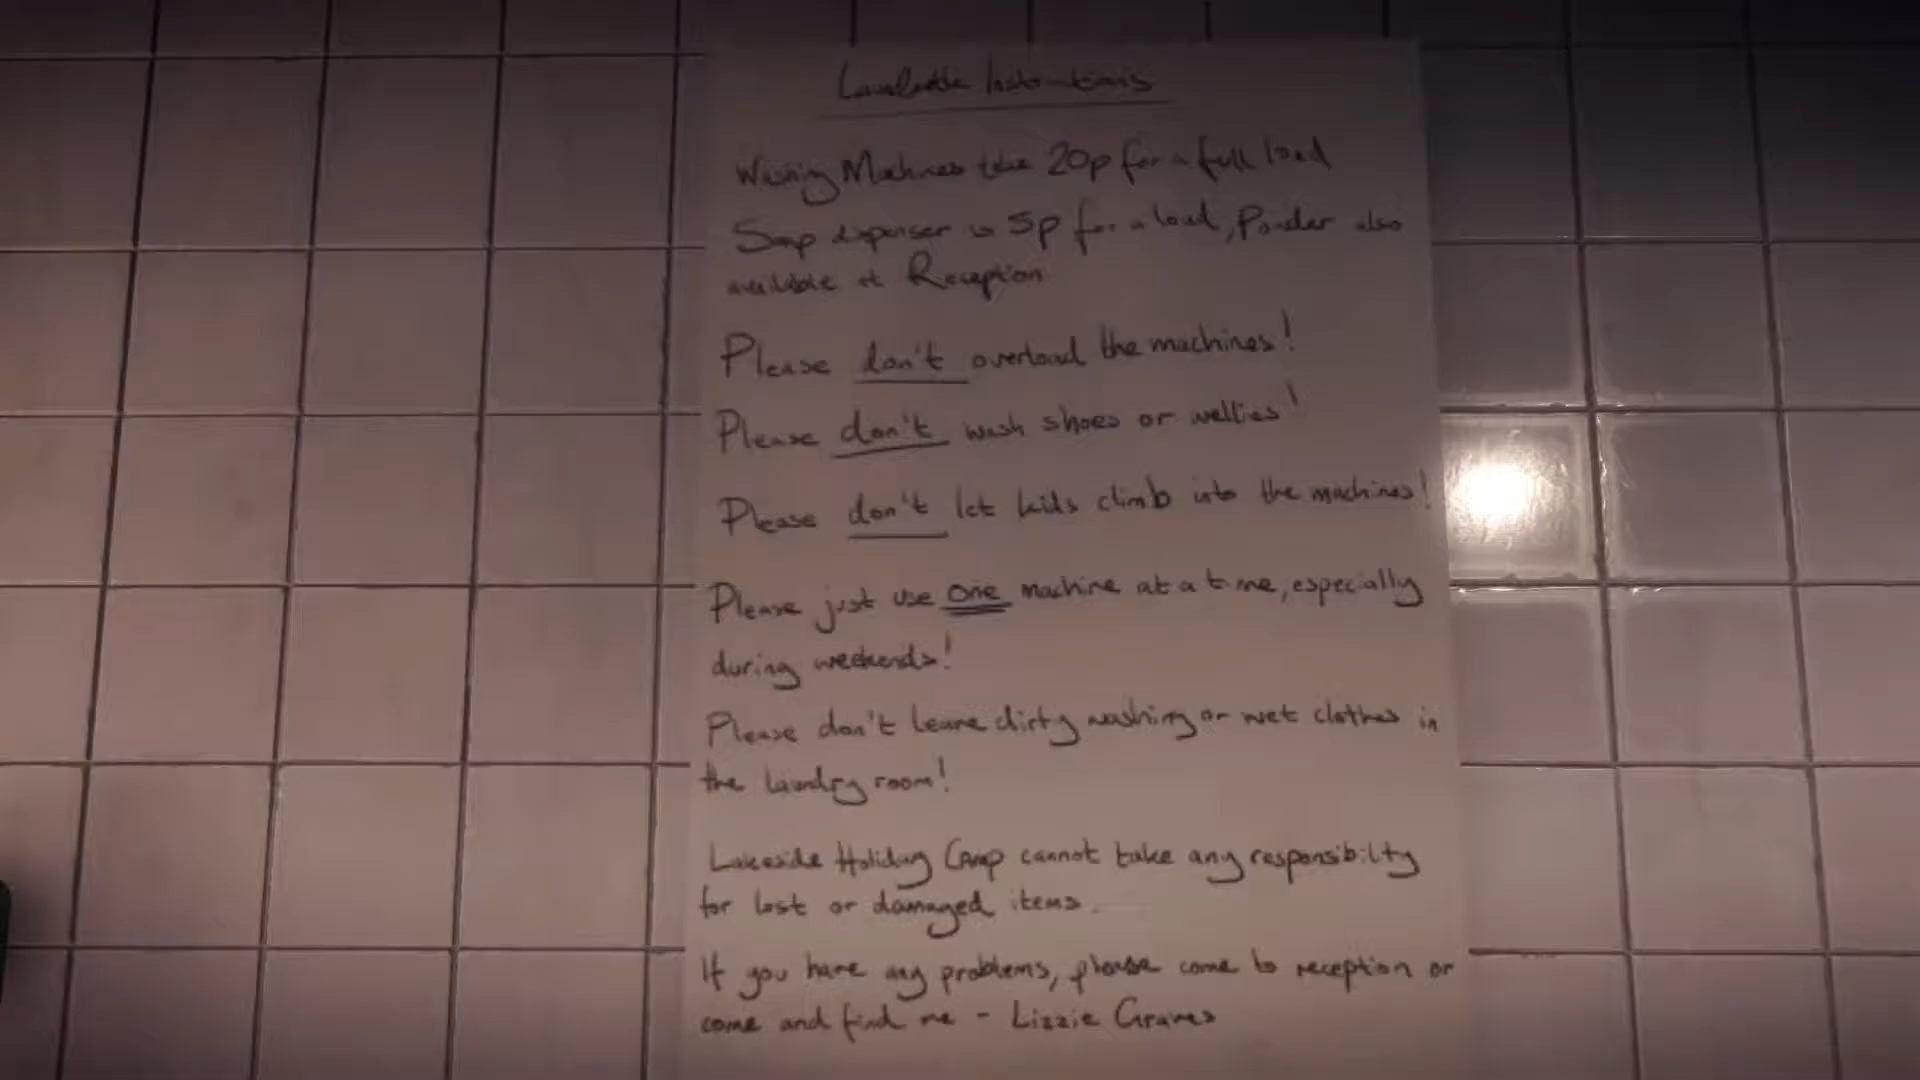 Laundrette Instructions
Washing Machines take 20p for a full load
Soap dispenser is 5p for a load, Powder also
available at Reception
Please don't overload the machines!
Please don't wash shoes or wellies!
Please don't let kids climb into the machines!
Please just use one machine at a time, especially
during weekends!
Please don't leave dirty washing or wet clothes in
the laundry room!
Lakeside Holiday Camp cannot take any responsibility
for lost or damaged items.
If you have any problems, please come to reception or
come and find me - Lizzie Graves